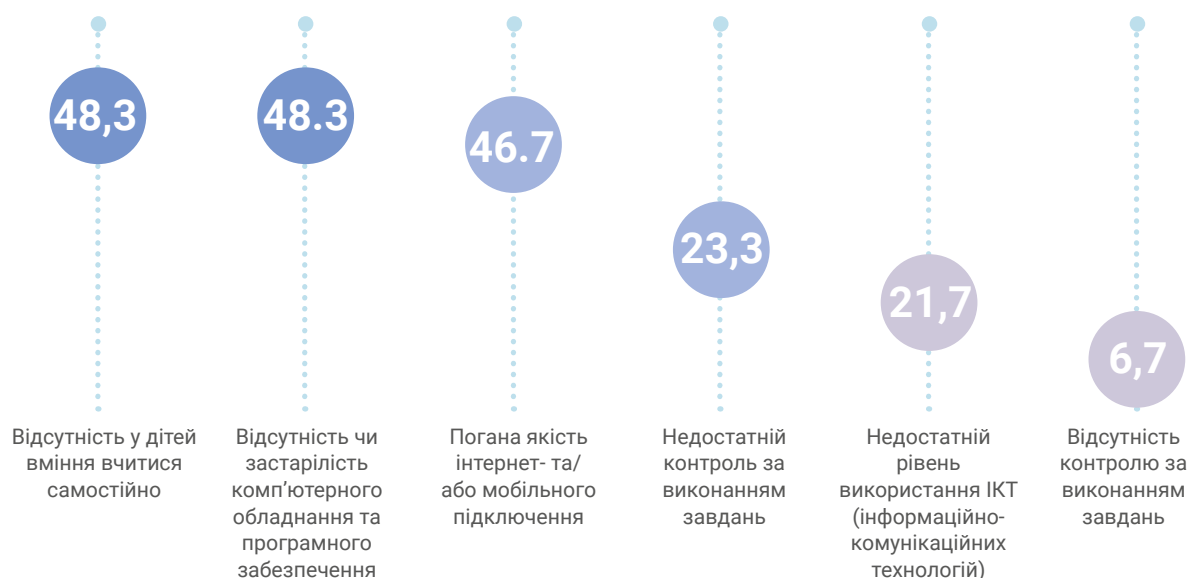 48,3
48.3
46.7
23,3
21,7
6,7
Відсутність у дітей
вміння вчитися
самостійно
Відсутність чи
застарілість
комп’ютерного
обладнання та
програмного
забезпечення
Погана якість
інтернет- та/
або мобільного
підключення
Недостатній
контроль за
виконанням
завдань
Недостатній
рівень
використання ІКТ
(інформаційно-
комунікаційних
технологій)
Відсутність
контролю за
виконанням
завдань